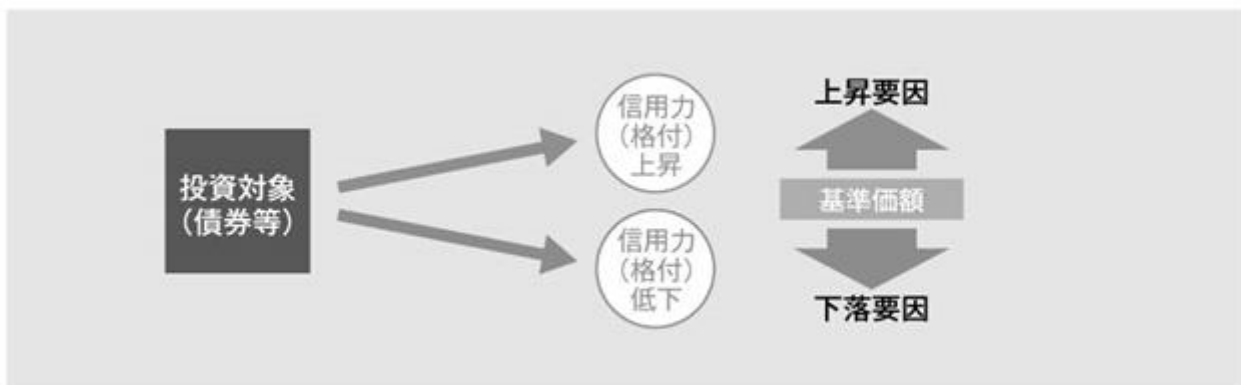 投資対象
(債券等)
信用力
(格付)
上昇
信用力
(格付)
低下
上昇要因
基準価額
下落要因